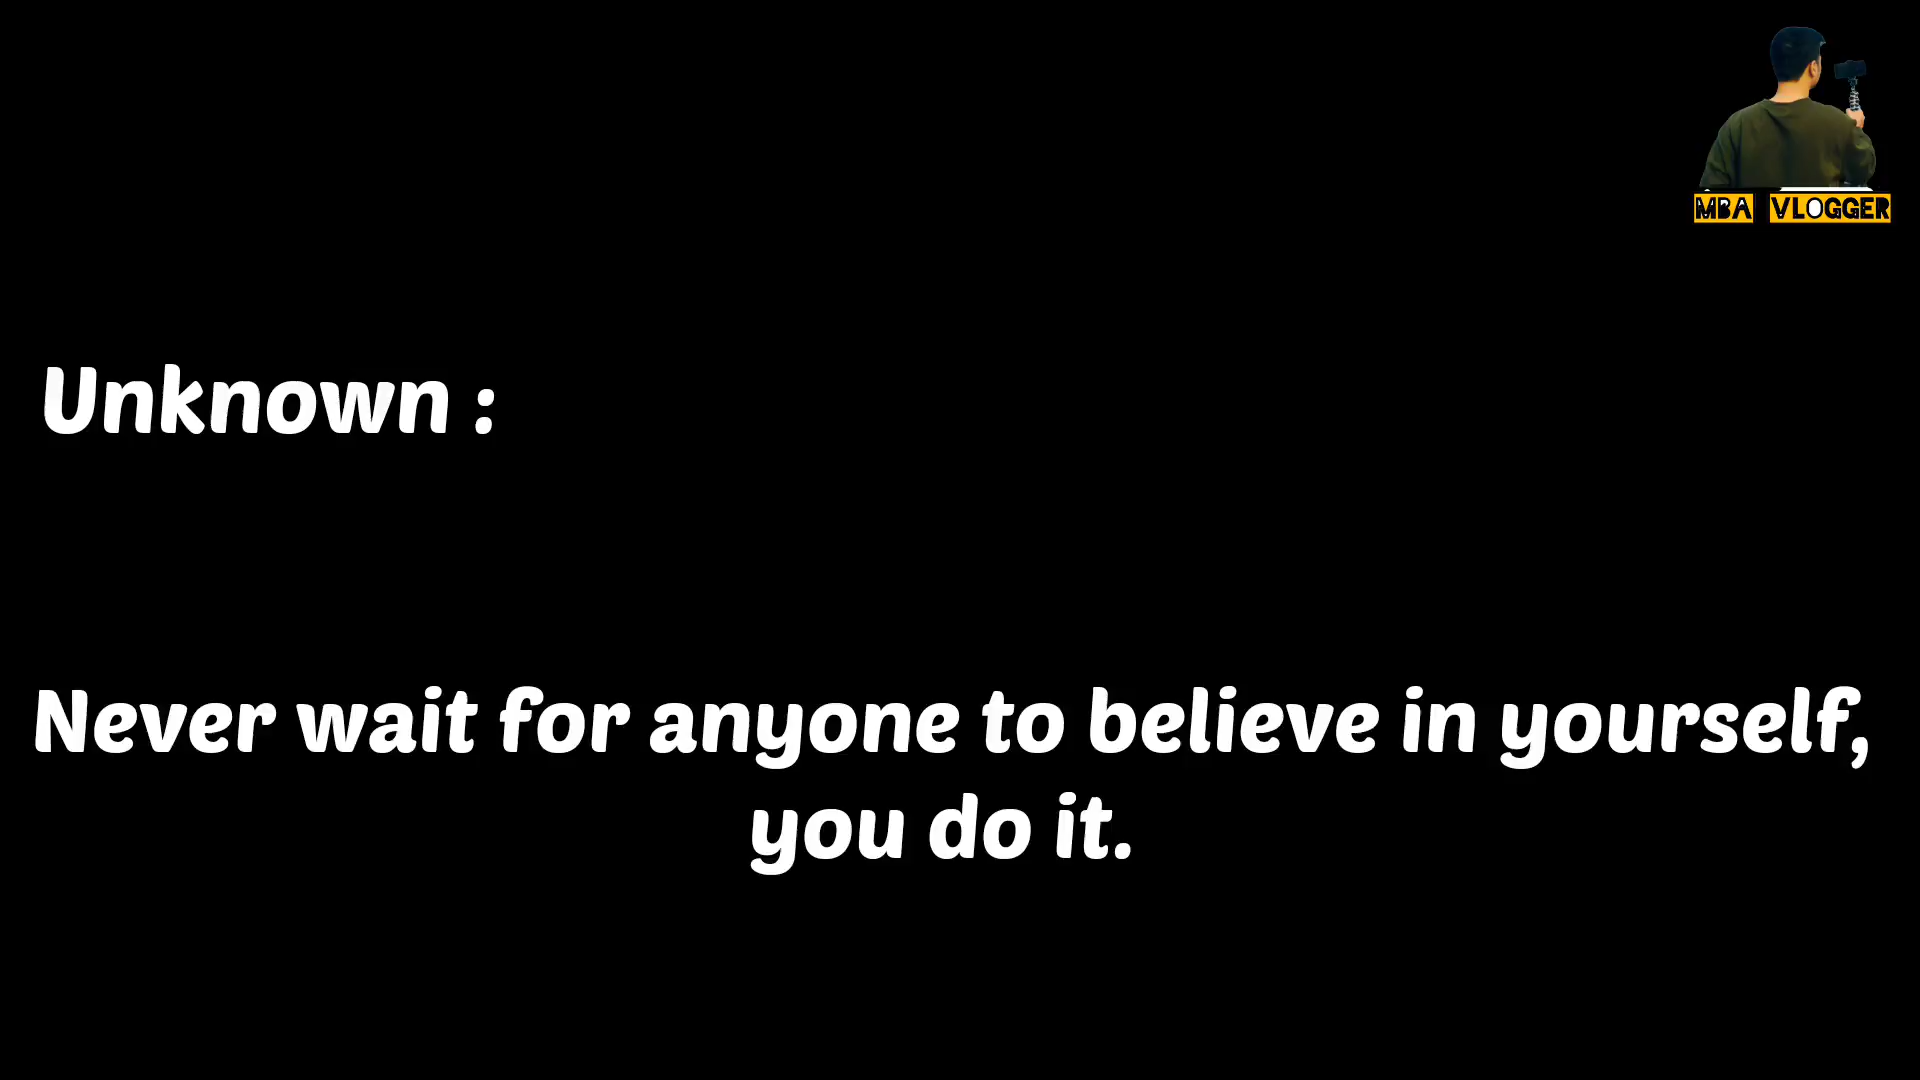 MBA VLOGGER
Unknown :
Never wait for anyone to believe in yourself,
you do it.